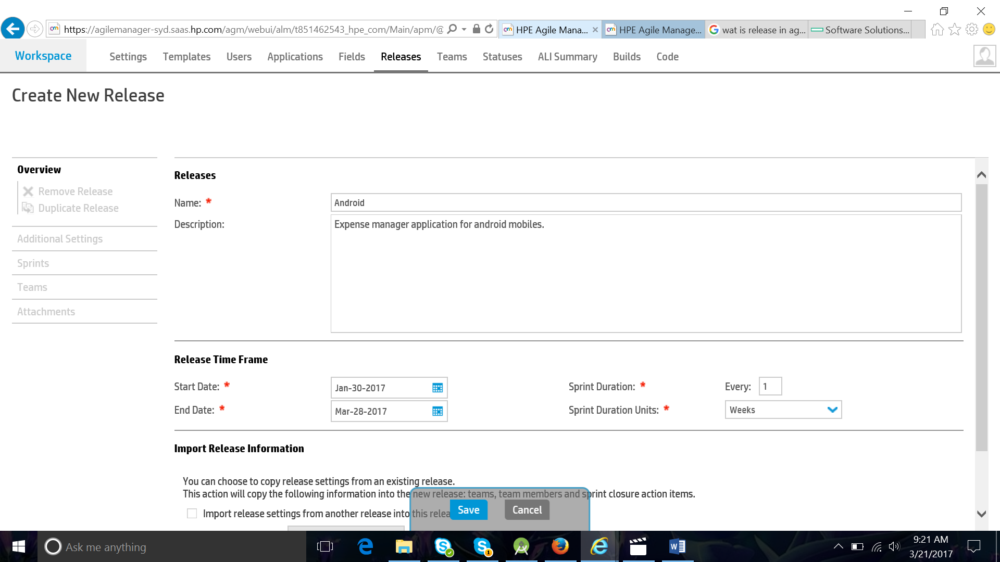 https://agilemanager-syd.saas.hp.com/agm/webui/alm/t851462543_hpe_com/Main/apm/@
HPE Agile Mana...
HPE Agile Manage...
wat is release in ag...
Software Solutions...
Workspace
Settings
Templates
Users
Applications
Fields
Releases
Teams
Statuses
ALI Summary
Builds
Code
Create New Release
Overview
Remove Release
Duplicate Release
Additional Settings
Sprints
Teams
Attachments
Releases
Name: *
Android
Description:
Expense manager application for android mobiles.
Release Time Frame
Start Date: *
Jan-30-2017
Sprint Duration: *
Every: 1
End Date: *
Mar-28-2017
Sprint Duration Units: *
Weeks
Import Release Information
You can choose to copy release settings from an existing release.
This action will copy the following information into the new release: teams, team members and sprint closure action items.
Import release settings from another release into this relea
Save
Cancel
Ask me anything
9:21 AM
3/21/2017